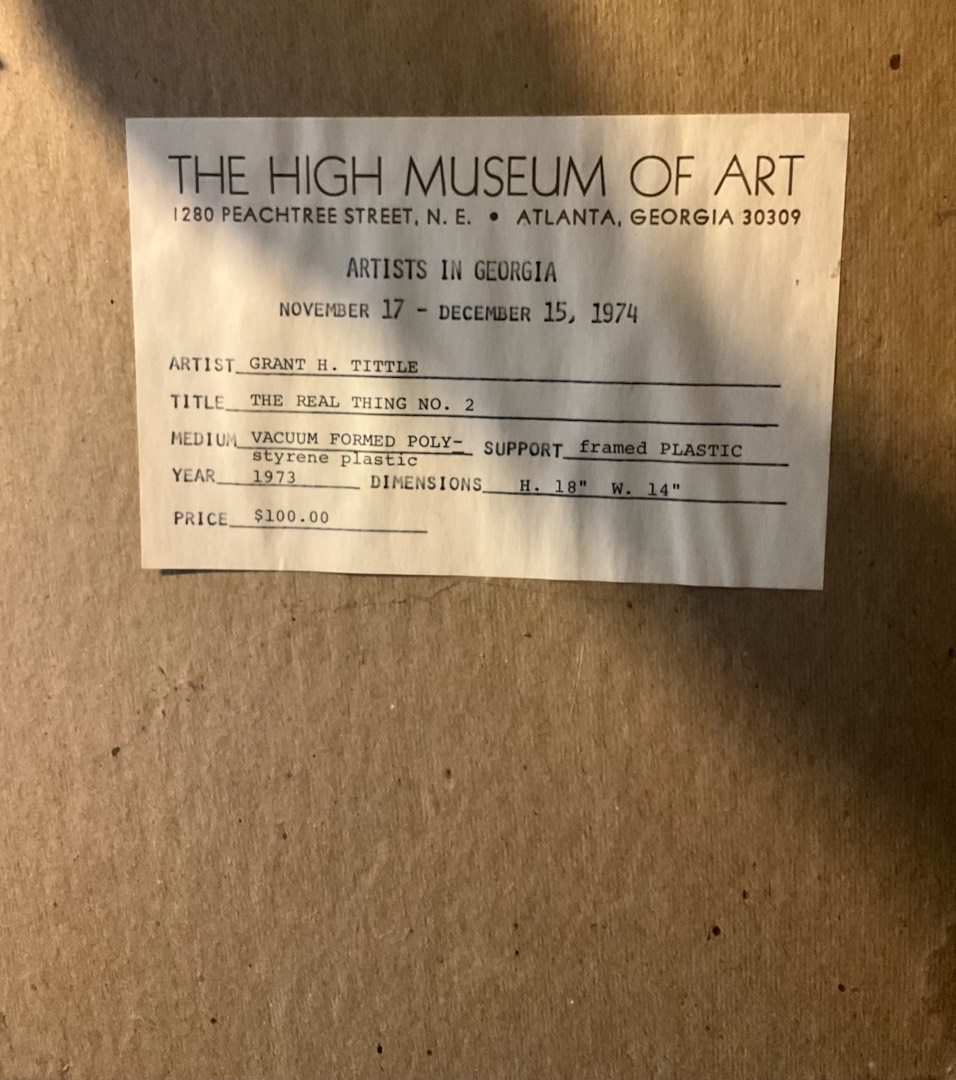 THE HIGH MUSEUM OF ART
1280 PEACHTREE STREET, N. E. • ATLANTA, GEORGIA 30309
ARTISTS IN GEORGIA
NOVEMBER 17 - DECEMBER 15, 1974
ARTIST GRANT H. TITTLE
TITLE THE REAL THING NO. 2
MEDIUM VACUUM FORMED POLY- SUPPORT framed PLASTIC
styrene plastic
YEAR 1973 DIMENSIONS H. 18" W. 14"
PRICE $100.00